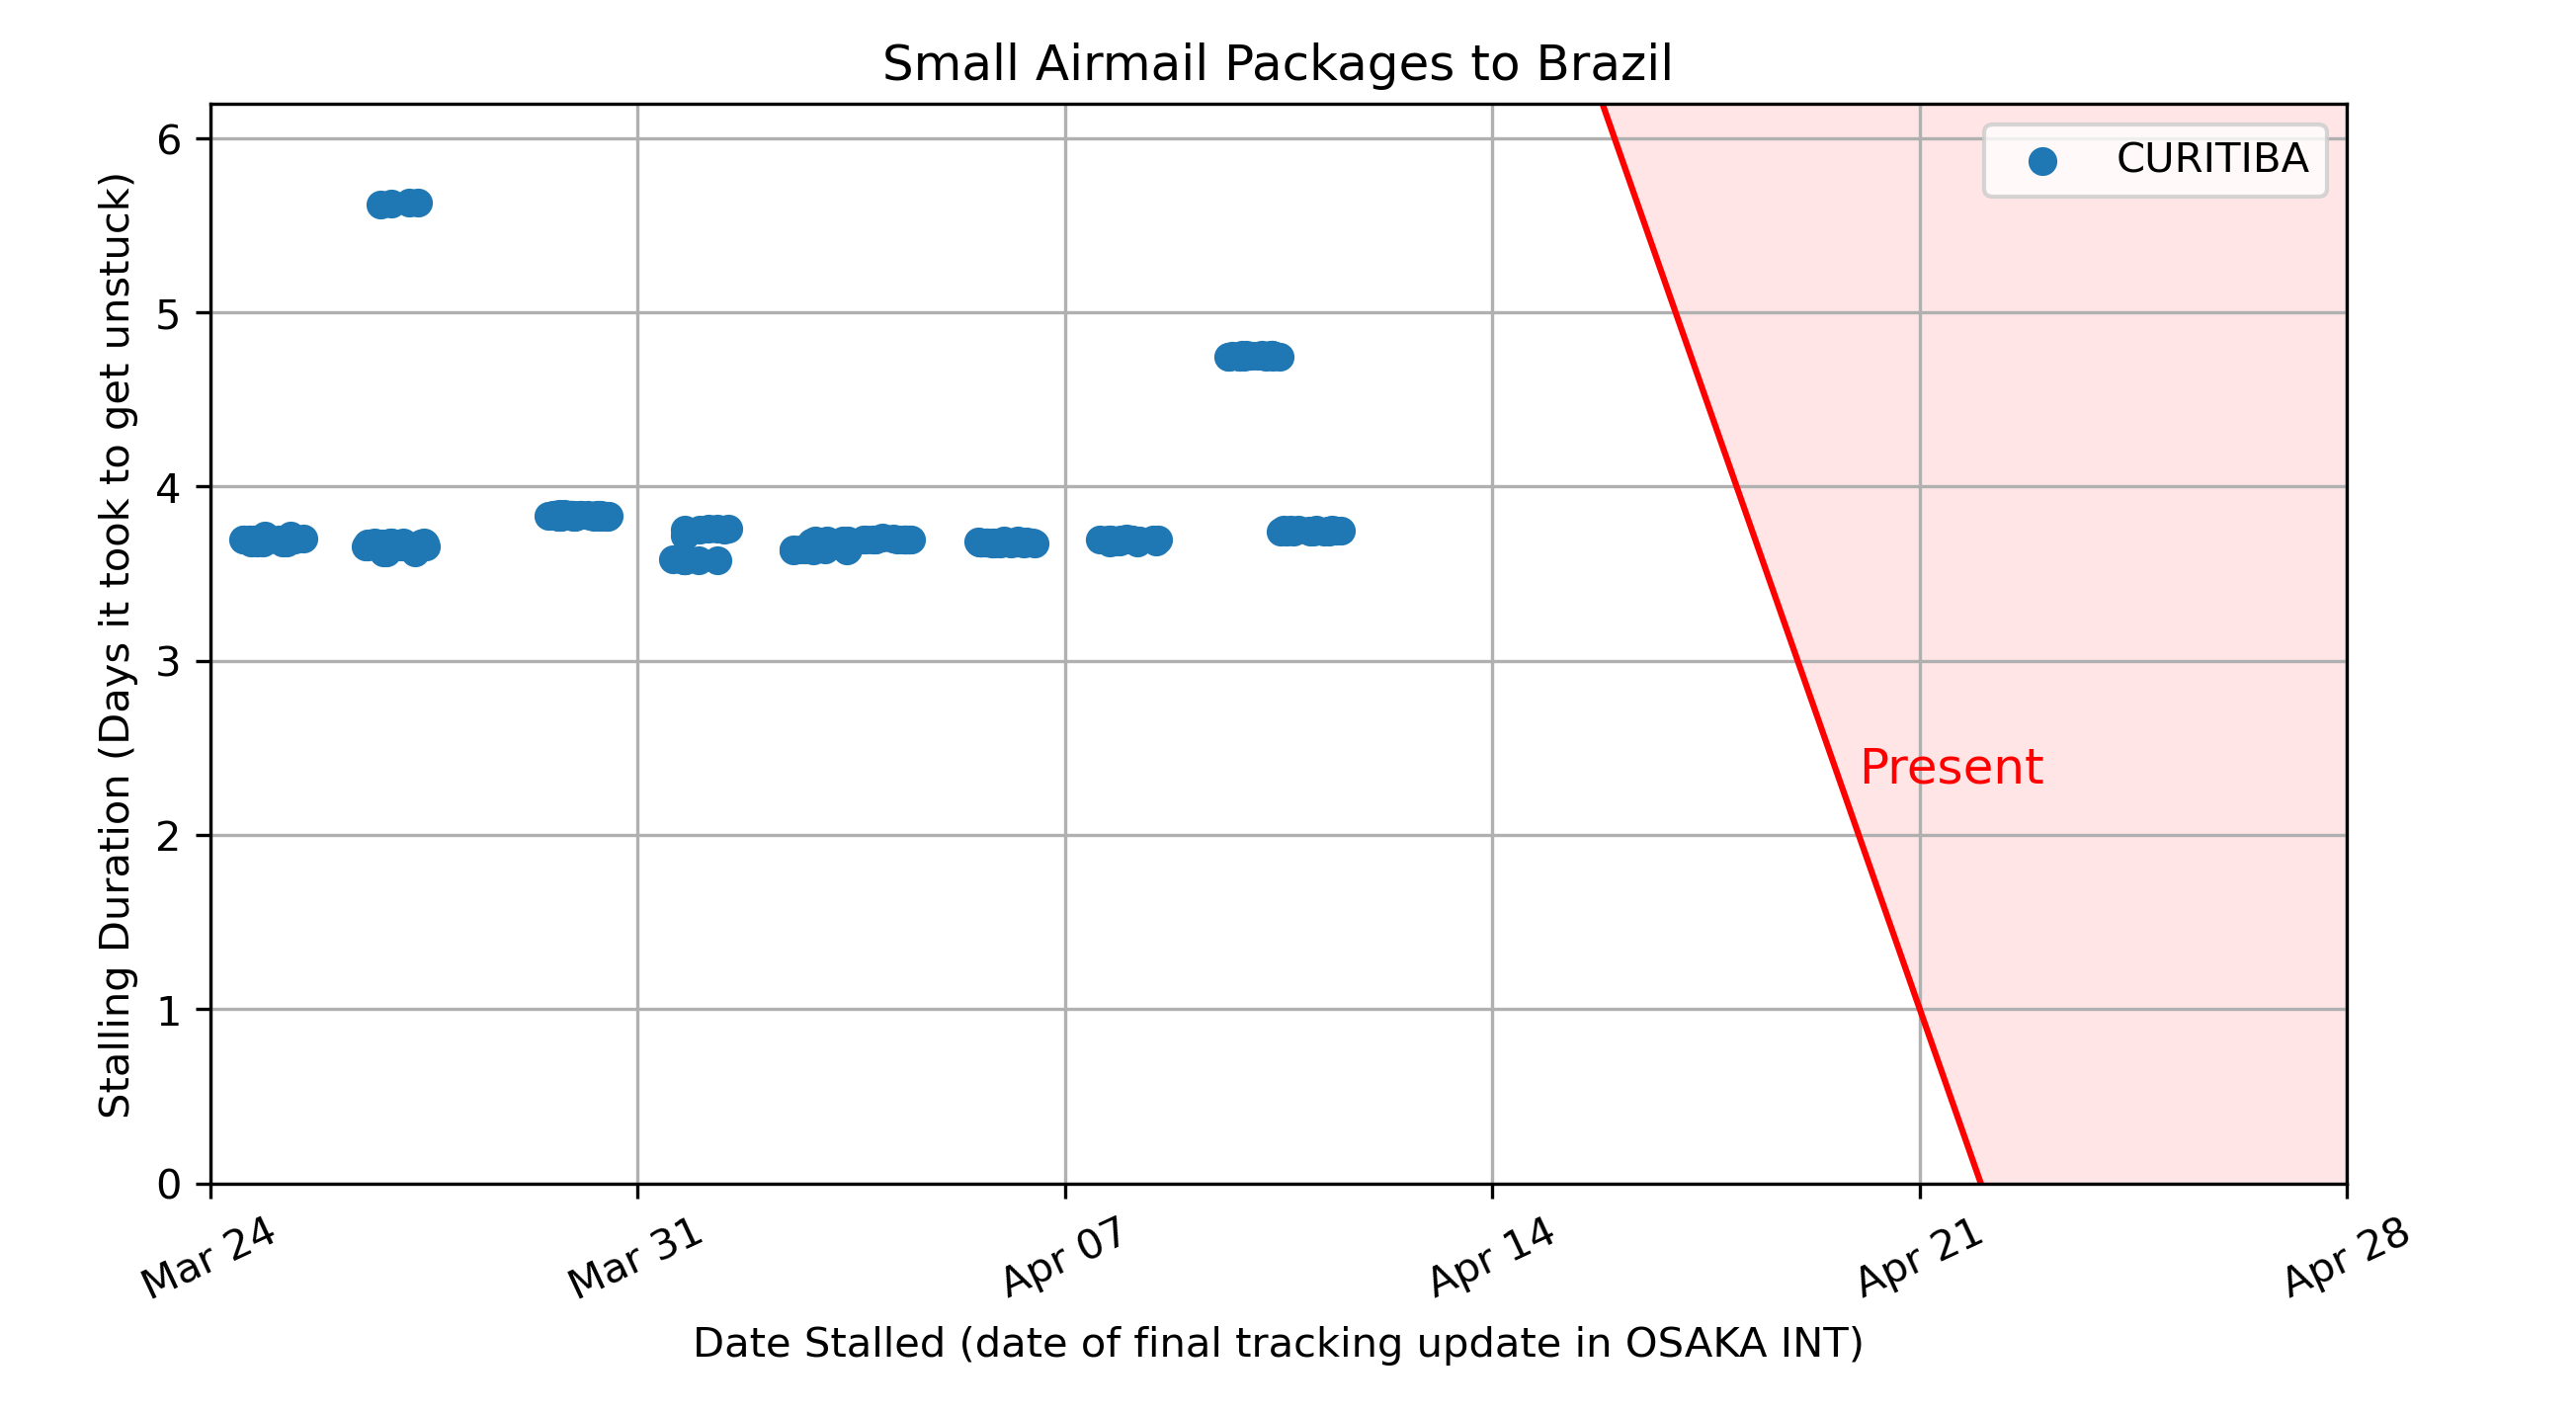 Small Airmail Packages to Brazil
CURITIBA
Stalling Duration (Days it took to get unstuck)
6
5
4
3
2
1
0
Present
Mar 24
Mar 31
Apr 07
Apr 14
Apr 21
Apr 28
Date Stalled (date of final tracking update in OSAKA INT)